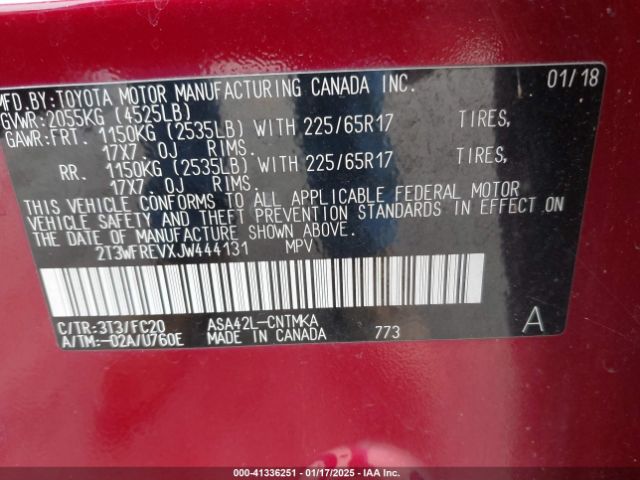 MFD. BY: TOYOTA MOTOR MANUFACTURING CANADA INC. 01/18
GVWR: 2055KG (4525LB)
GAWR: FRT. 1150KG (2535LB) WITH 225/65R17 TIRES,
17X7.0J RIMS.
RR. 1150KG (2535LB) WITH 225/65R17 TIRES,
17X7.0J RIMS.
THIS VEHICLE CONFORMS TO ALL APPLICABLE FEDERAL MOTOR
VEHICLE SAFETY AND THEFT PREVENTION STANDARDS IN EFFECT ON
THE DATE OF MANUFACTURE SHOWN ABOVE.
2T3WFREVXJW444131 MPV
C/TR:3T3/FC20 ASA42L-CNTMKA
A/TM:-02A/U760E MADE IN CANADA 773 A
000-41336251 - 01/17/2025 - IAA Inc.